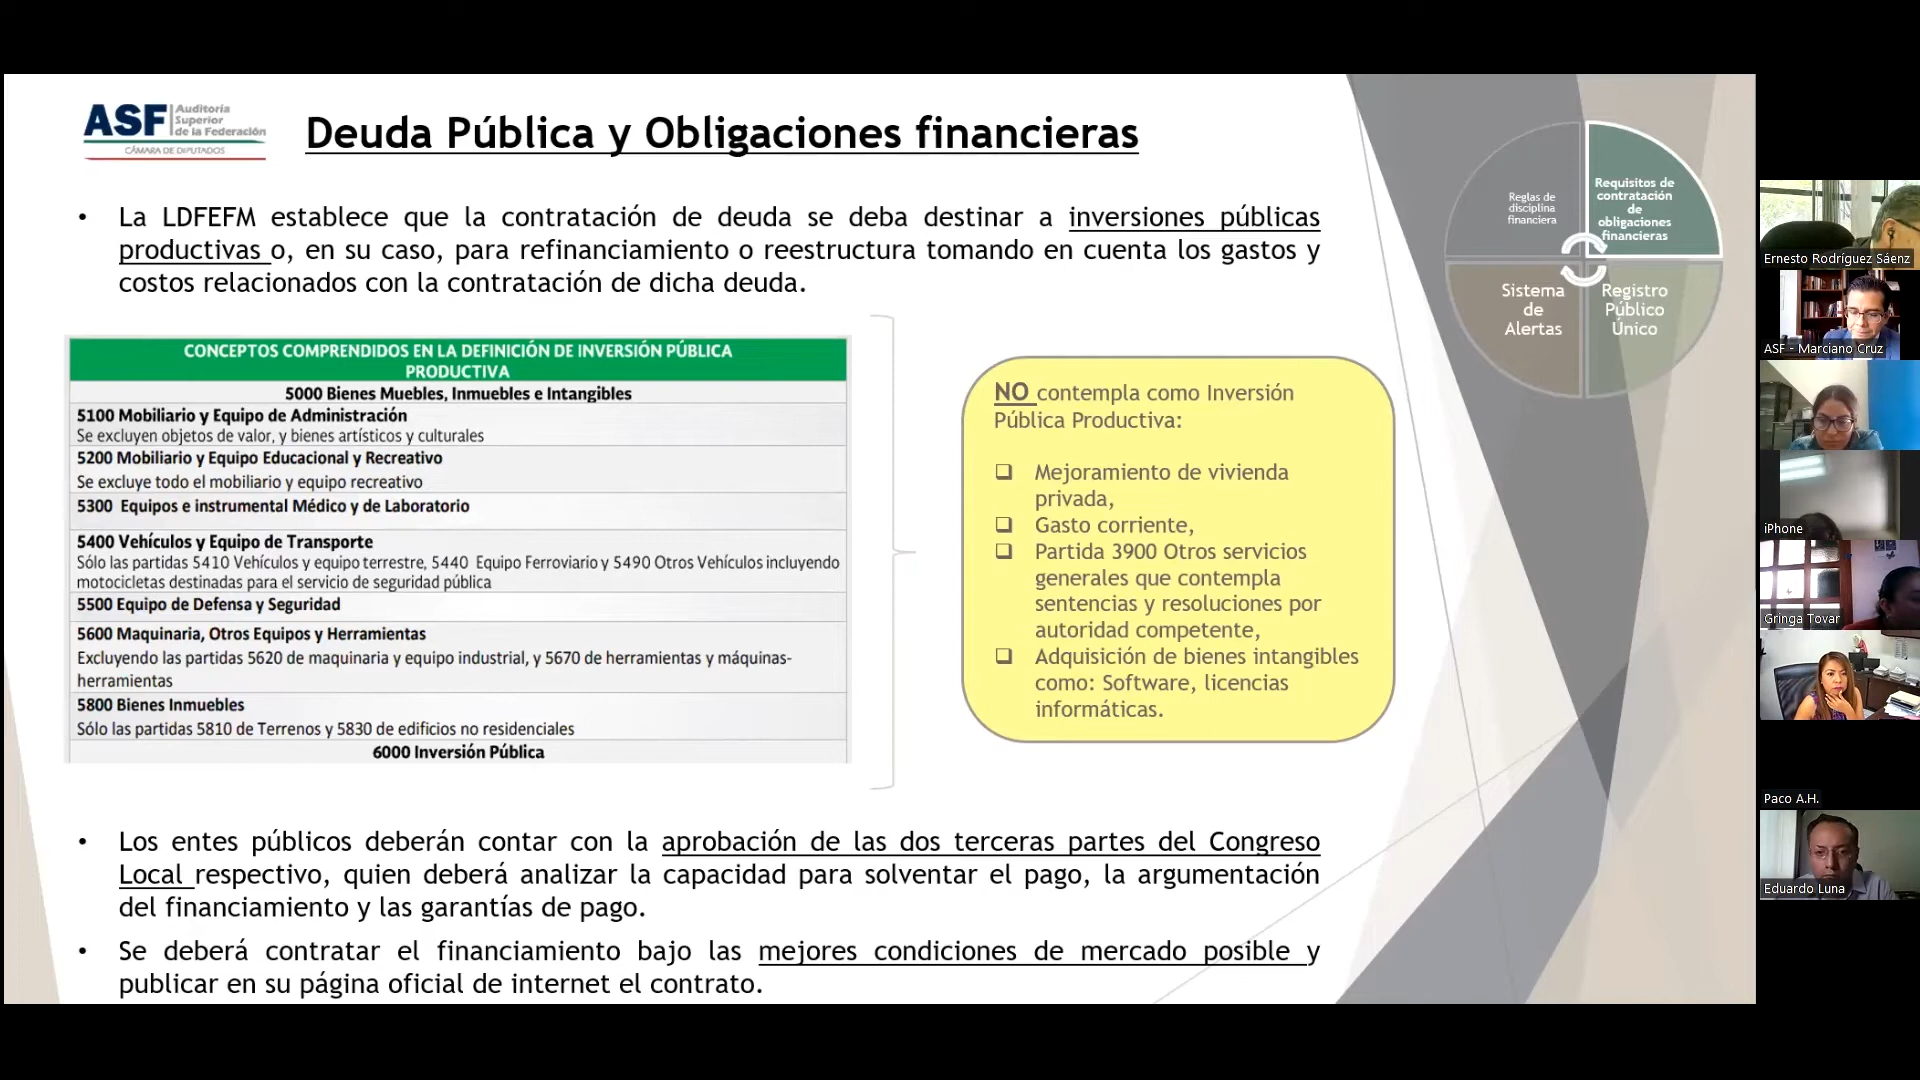 ASF
Auditoría
Superior
de la Federación
CÁMARA DE DIPUTADOS
Deuda Pública y Obligaciones financieras
• La LDFEFM establece que la contratación de deuda se deba destinar a inversiones públicas
productivas o, en su caso, para refinanciamiento o reestructura tomando en cuenta los gastos y
costos relacionados con la contratación de dicha deuda.
CONCEPTOS COMPRENDIDOS EN LA DEFINICIÓN DE INVERSIÓN PÚBLICA
PRODUCTIVA
5000 Bienes Muebles, Inmuebles e Intangibles
5100 Mobiliario y Equipo de Administración
Se excluyen objetos de valor, y bienes artísticos y culturales
5200 Mobiliario y Equipo Educacional y Recreativo
Se excluye todo el mobiliario y equipo recreativo
5300 Equipos e instrumental Médico y de Laboratorio
5400 Vehículos y Equipo de Transporte
Sólo las partidas 5410 Vehículos y equipo terrestre, 5440 Equipo Ferroviario y 5490 Otros Vehículos incluyendo
motocicletas destinadas para el servicio de seguridad pública
5500 Equipo de Defensa y Seguridad
5600 Maquinaria, Otros Equipos y Herramientas
Excluyendo las partidas 5620 de maquinaria y equipo industrial, y 5670 de herramientas y máquinas-
herramientas
5800 Bienes Inmuebles
Sólo las partidas 5810 de Terrenos y 5830 de edificios no residenciales
6000 Inversión Pública
NO contempla como Inversión
Pública Productiva:
❑ Mejoramiento de vivienda
privada,
❑ Gasto corriente,
❑ Partida 3900 Otros servicios
generales que contempla
sentencias y resoluciones por
autoridad competente,
❑ Adquisición de bienes intangibles
como: Software, licencias
informáticas.
• Los entes públicos deberán contar con la aprobación de las dos terceras partes del Congreso
Local respectivo, quien deberá analizar la capacidad para solventar el pago, la argumentación
del financiamiento y las garantías de pago.
• Se deberá contratar el financiamiento bajo las mejores condiciones de mercado posible y
publicar en su página oficial de internet el contrato.
Reglas de
disciplina
financiera
Requisitos de
contratación
de
obligaciones
financieras
Sistema
de
Alertas
Registro
Público
Único
Ernesto Rodríguez Sáenz
ASF - Marciano Cruz
iPhone
Gringa Tovar
Paco A.H.
Eduardo Luna